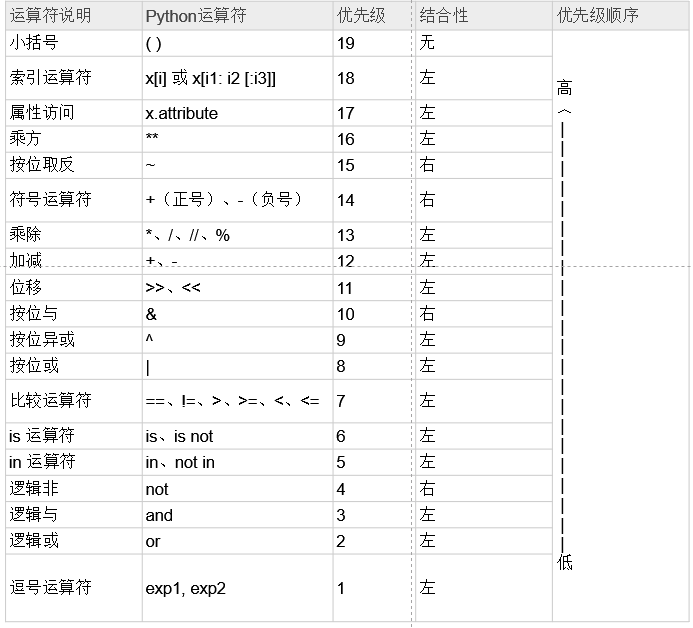 运算符说明 Python运算符 优先级 结合性 优先级顺序
小括号 ( ) 19 无
索引运算符 x[i] 或 x[i1: i2 [:i3]] 18 左
高
属性访问 x.attribute 17 左
乘方 ** 16 左
按位取反 ~ 15 右
符号运算符 +（正号）、-（负号） 14 右
乘除 *、/、//、% 13 左
加减 +、- 12 左
位移 >>、<< 11 左
按位与 & 10 右
按位异或 ^ 9 左
按位或 | 8 左
比较运算符 ==、!=、>、>=、<、<= 7 左
is 运算符 is、is not 6 左
in 运算符 in、not in 5 左
逻辑非 not 4 右
逻辑与 and 3 左
逻辑或 or 2 左
低
逗号运算符 exp1, exp2 1 左